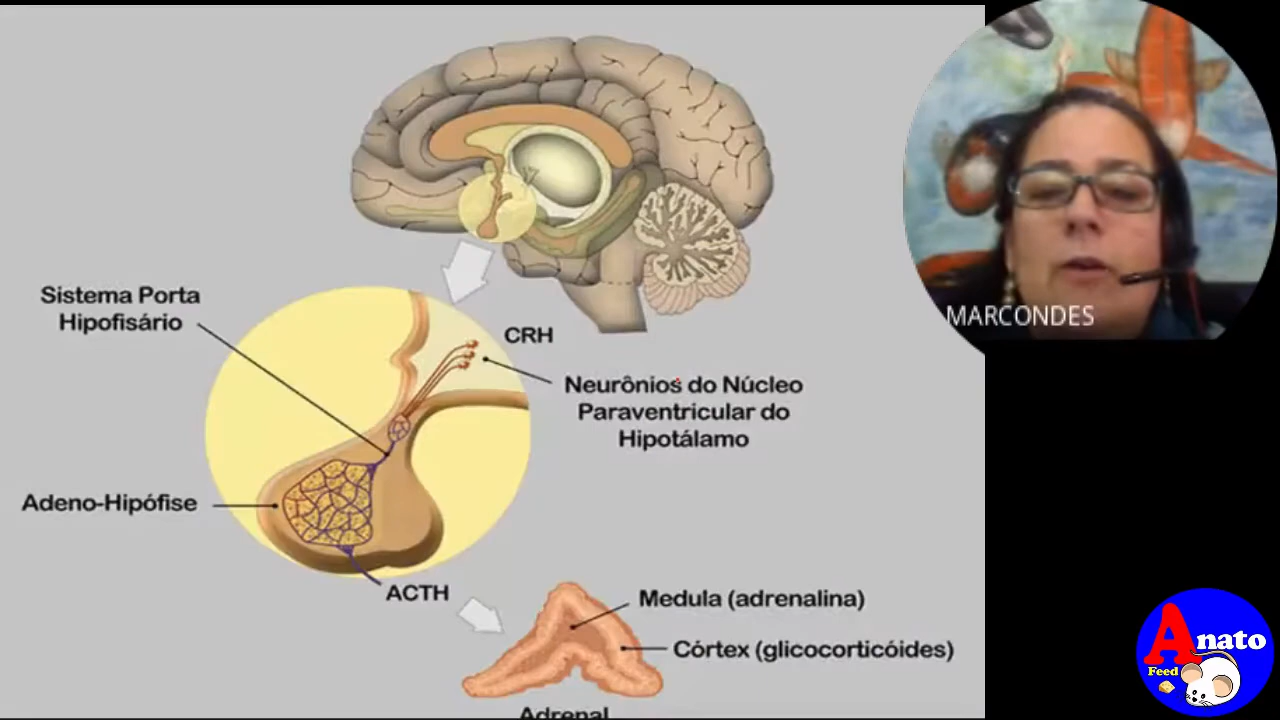 MARCONDES
Sistema Porta
Hipofisário
CRH
Neurônios do Núcleo
Paraventricular do
Hipotálamo
Adeno-Hipófise
ACTH
Medula (adrenalina)
Córtex (glicocorticóides)
Adrenal
Anato
Feed